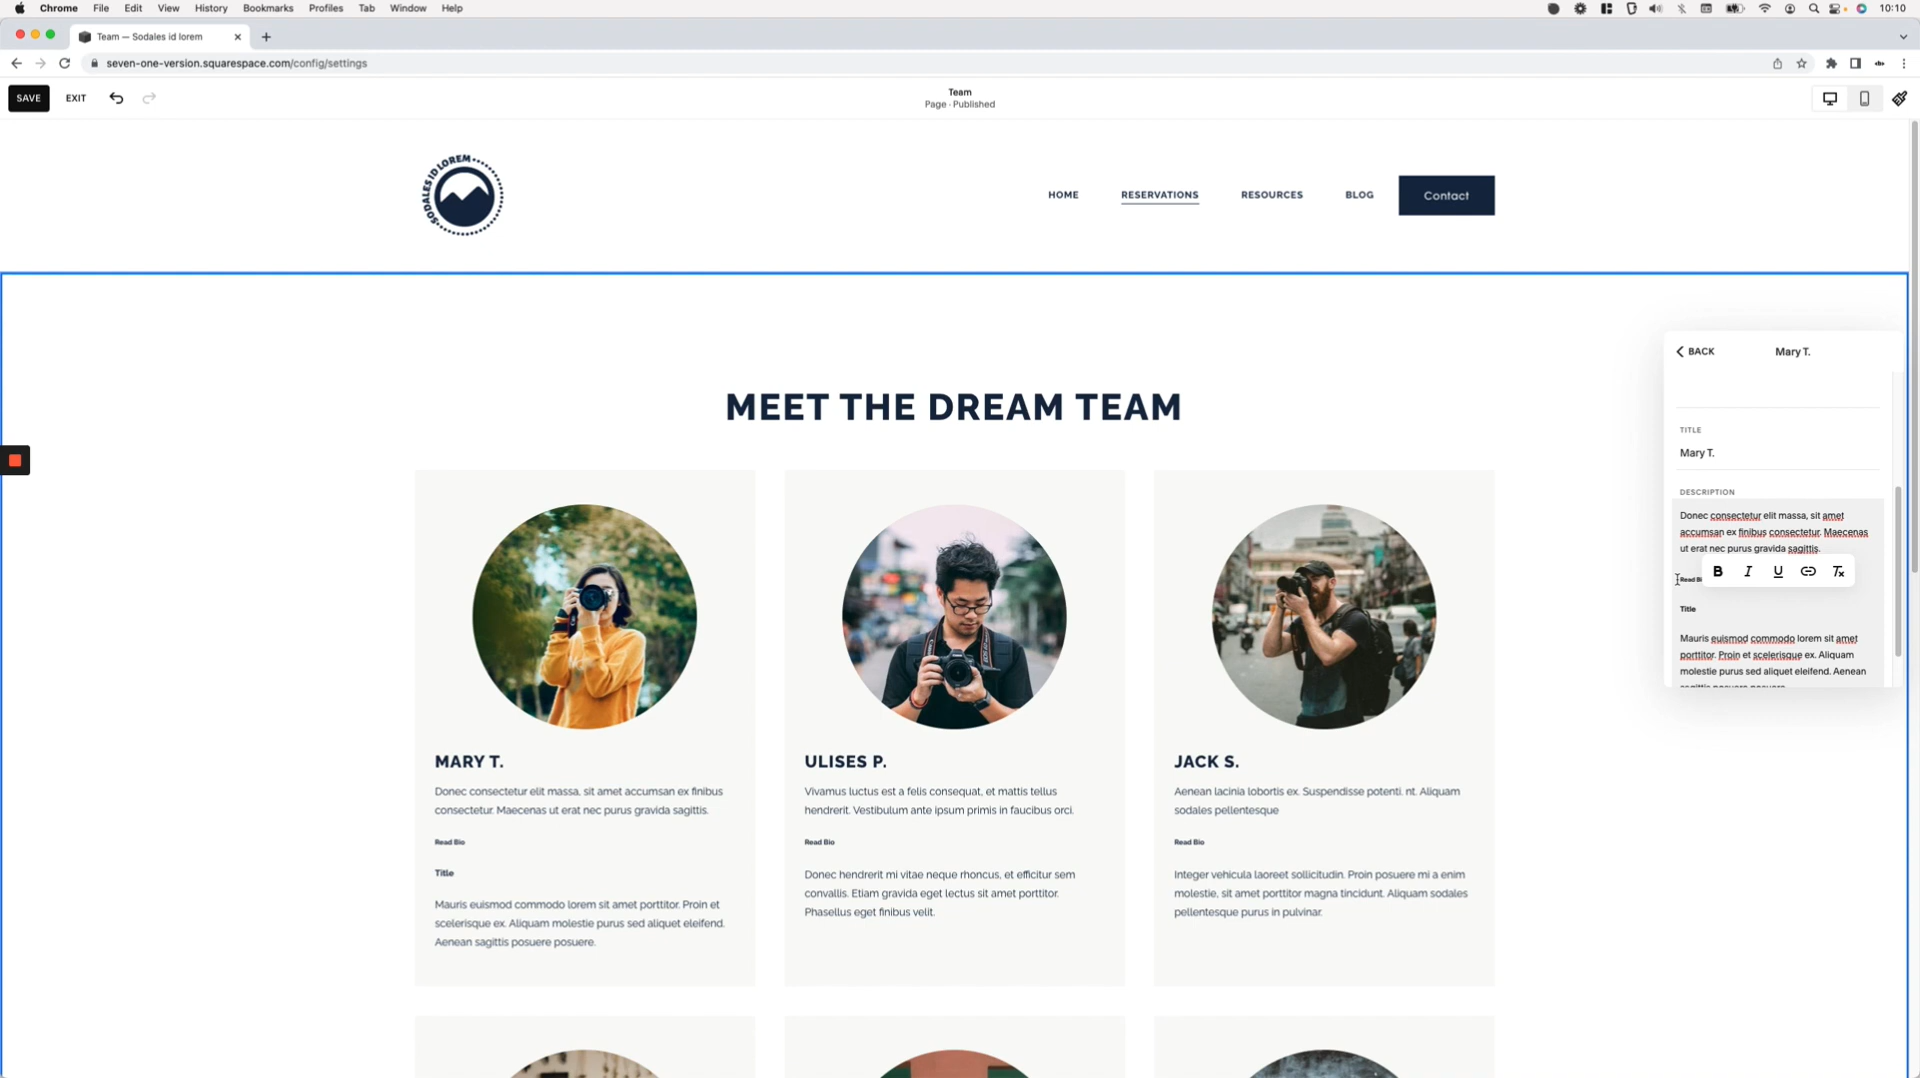 Chrome File Edit View History Bookmarks Profiles Tab Window Help 10:10
Team — Sodales id lorem
seven-one-version.squarespace.com/config/settings
SAVE EXIT
Team
Page · Published
SODALES ID LOREM
HOME RESERVATIONS RESOURCES BLOG Contact
BACK Mary T.
MEET THE DREAM TEAM
TITLE
Mary T.
DESCRIPTION
Donec consectetur elit massa, sit amet
accumsan ex finibus consectetur. Maecenas
ut erat nec purus gravida sagittis.
B I U
Read Bi
Title
Mauris euismod commodo lorem sit amet
porttitor. Proin et scelerisque ex. Aliquam
molestie purus sed aliquet eleifend. Aenean
sagittis posuere posuere.
MARY T.
Donec consectetur elit massa, sit amet accumsan ex finibus
consectetur. Maecenas ut erat nec purus gravida sagittis.
Read Bio
Title
Mauris euismod commodo lorem sit amet porttitor. Proin et
scelerisque ex. Aliquam molestie purus sed aliquet eleifend.
Aenean sagittis posuere posuere.
ULISES P.
Vivamus luctus est a felis consequat, et mattis tellus
hendrerit. Vestibulum ante ipsum primis in faucibus orci.
Read Bio
Donec hendrerit mi vitae neque rhoncus, et efficitur sem
convallis. Etiam gravida eget lectus sit amet porttitor.
Phasellus eget finibus velit.
JACK S.
Aenean lacinia lobortis ex. Suspendisse potenti. nt. Aliquam
sodales pellentesque
Read Bio
Integer vehicula laoreet sollicitudin. Proin posuere mi a enim
molestie, sit amet porttitor magna tincidunt. Aliquam sodales
pellentesque purus in pulvinar.